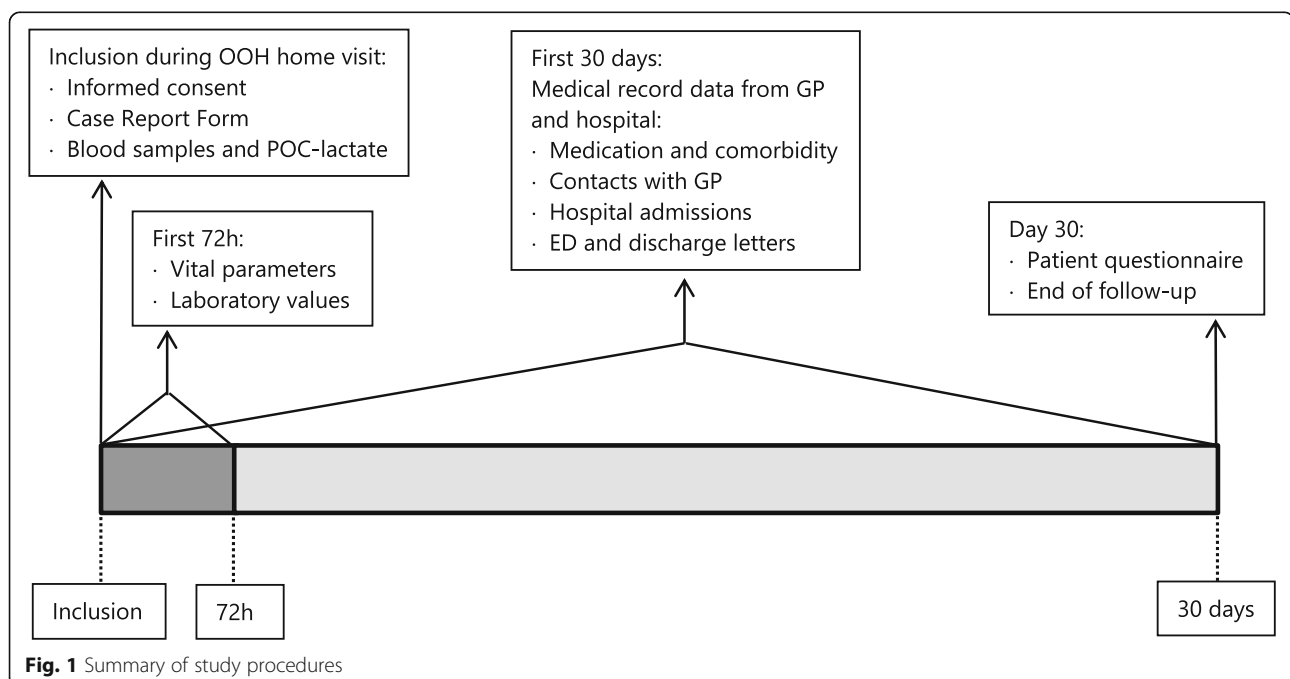 Inclusion during OOH home visit:
· Informed consent
· Case Report Form
· Blood samples and POC-lactate
First 72h:
· Vital parameters
· Laboratory values
First 30 days:
Medical record data from GP
and hospital:
· Medication and comorbidity
· Contacts with GP
· Hospital admissions
· ED and discharge letters
Day 30:
· Patient questionnaire
· End of follow-up
Inclusion
72h
30 days
Fig. 1 Summary of study procedures